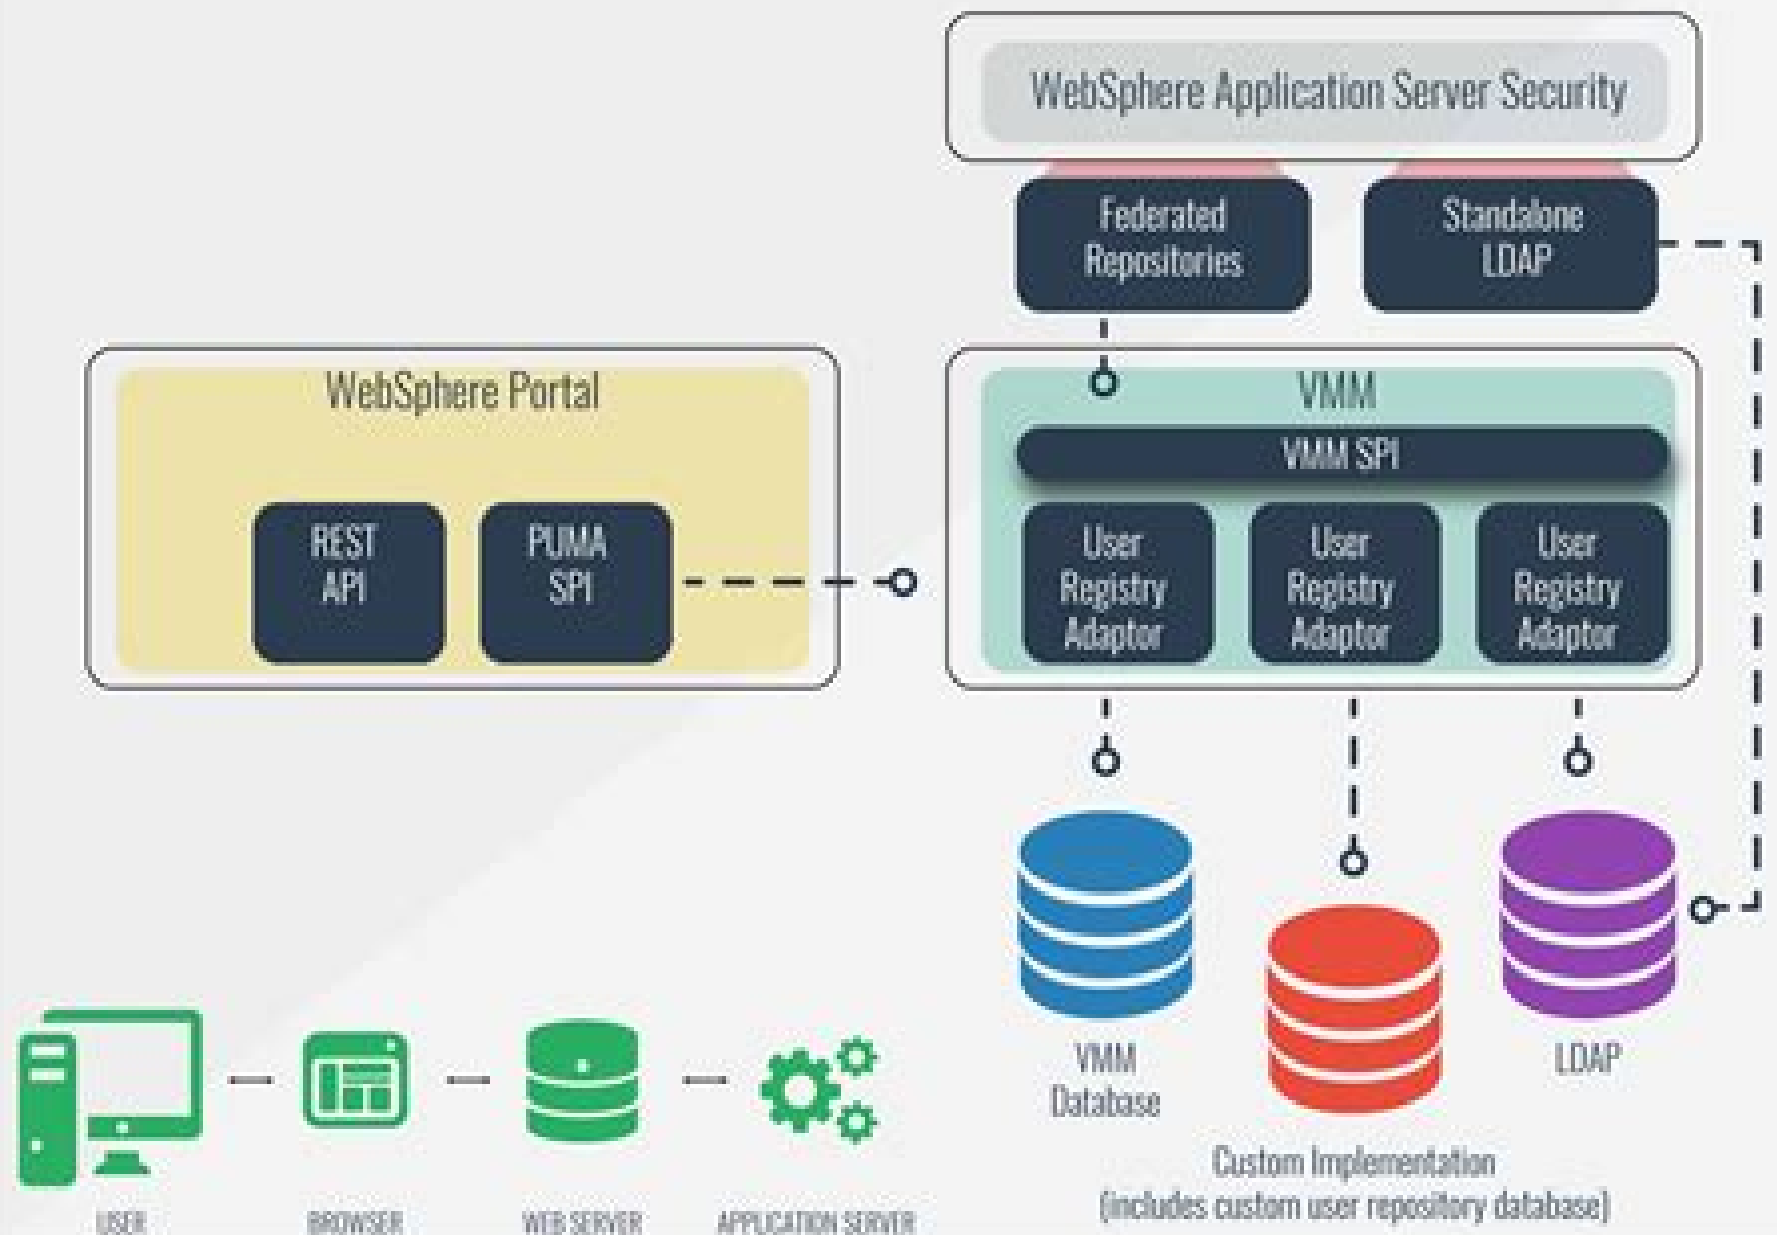 WebSphere Application Server Security
Federated
Repositories
Standalone
LDAP
WebSphere Portal
REST
API
PUMA
SPI
VMM
VMM SPI
User
Registry
Adaptor
User
Registry
Adaptor
User
Registry
Adaptor
VMM
Database
LDAP
Custom Implementation
(includes custom user repository database)
USER
BROWSER
WEB SERVER
APPLICATION SERVER